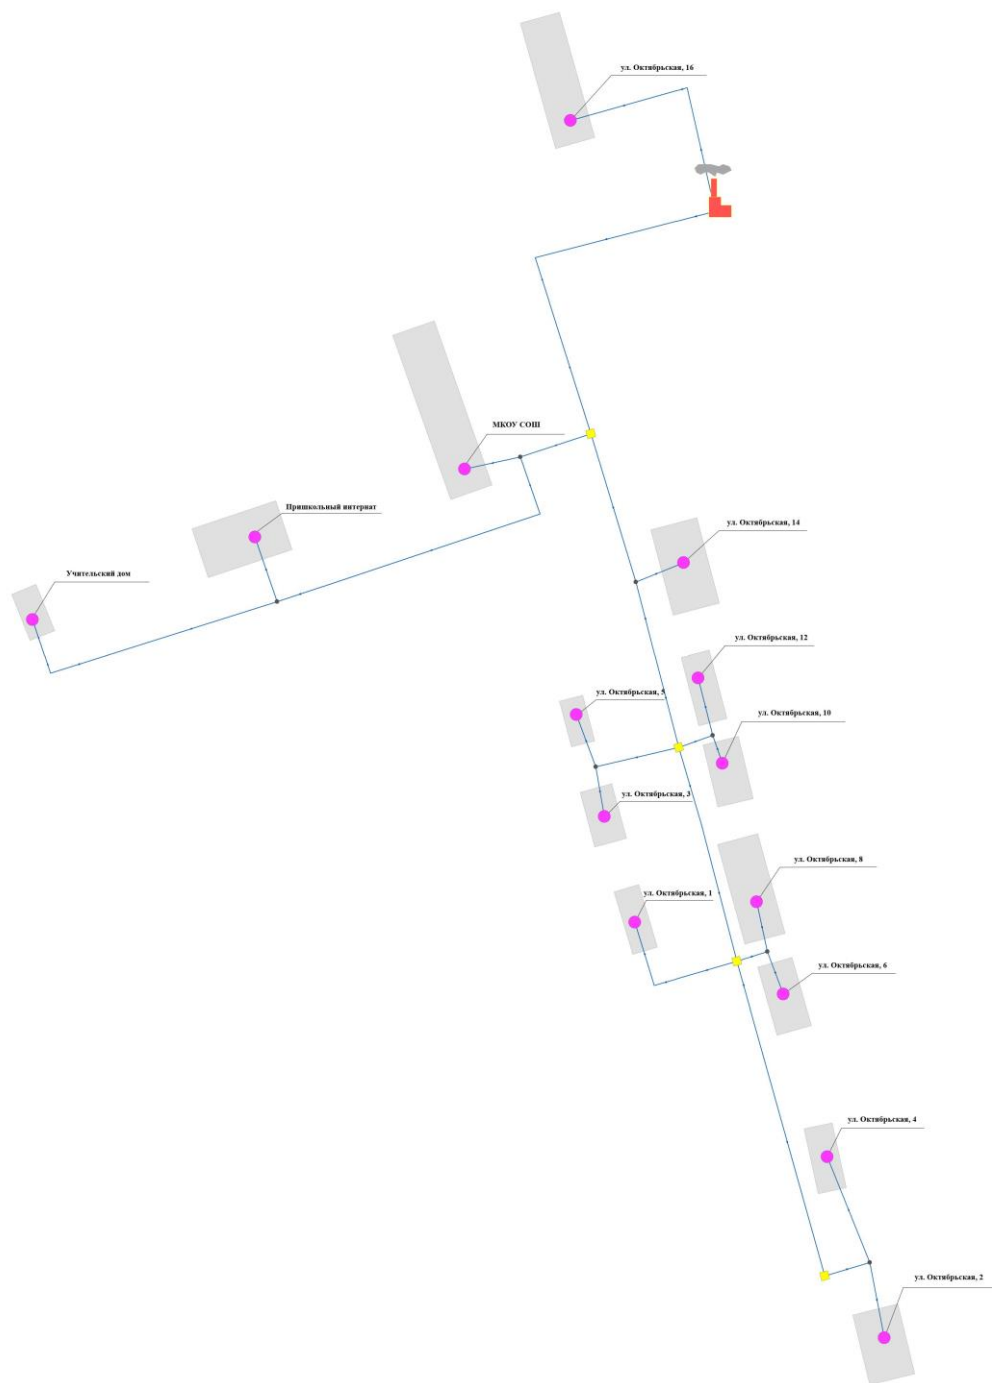 ул. Октябрьская, 16
МКОУ СОШ
Пришкольный интернат
ул. Октябрьская, 14
Учительский дом
ул. Октябрьская, 12
ул. Октябрьская, 5
ул. Октябрьская, 10
ул. Октябрьская, 3
ул. Октябрьская, 8
ул. Октябрьская, 1
ул. Октябрьская, 6
ул. Октябрьская, 4
ул. Октябрьская, 2